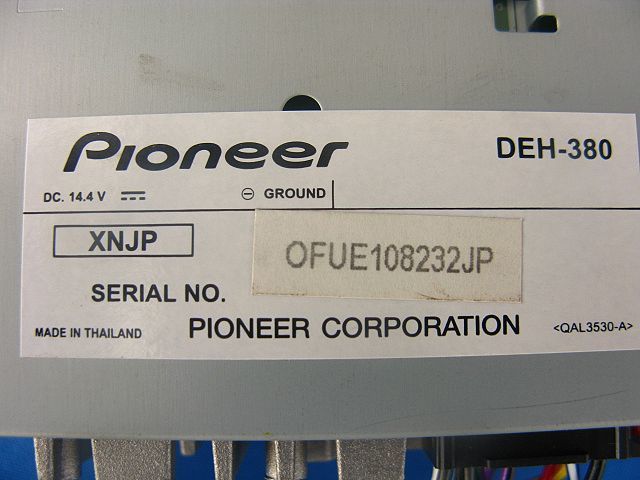 Pioneer
DEH-380
DC. 14.4 V
⊖ GROUND
XNJP
OFUE108232JP
SERIAL NO.
MADE IN THAILAND
PIONEER CORPORATION
<QAL3530-A>